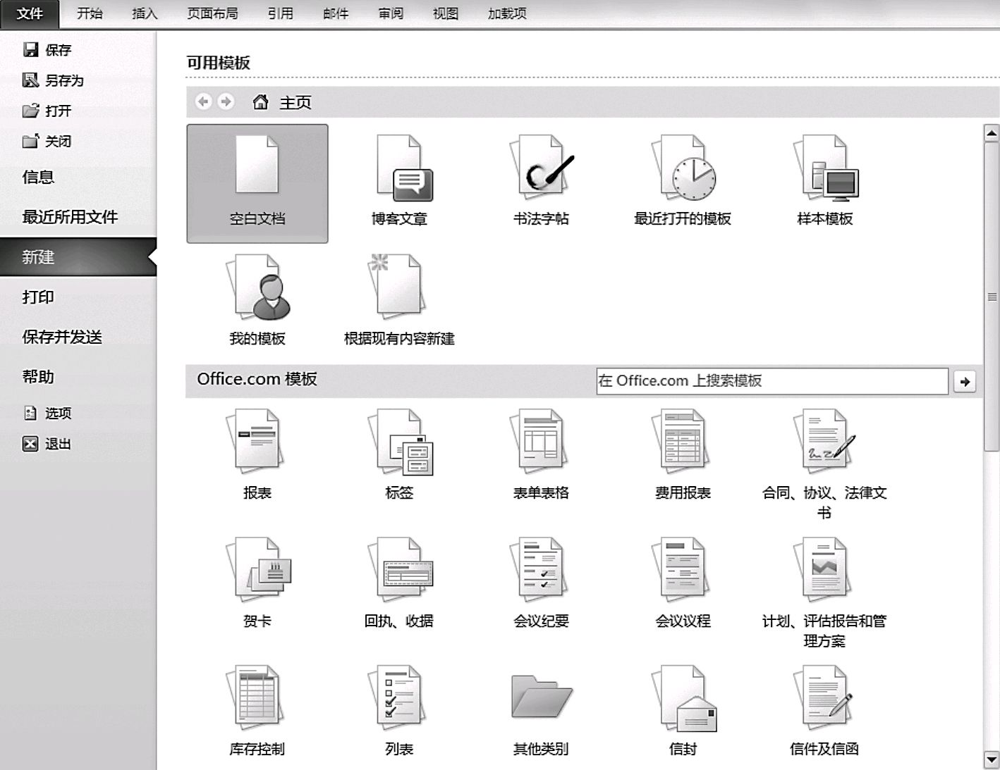 文件 开始 插入 页面布局 引用 邮件 审阅 视图 加载项
保存
另存为
打开
关闭
信息
最近所用文件
新建
打印
保存并发送
帮助
选项
退出
可用模板
主页
空白文档 博客文章 书法字帖 最近打开的模板 样本模板
我的模板 根据现有内容新建
Office.com 模板 在 Office.com 上搜索模板
报表 标签 表单表格 费用报表 合同、协议、法律文
书
贺卡 回执、收据 会议纪要 会议议程 计划、评估报告和管
理方案
库存控制 列表 其他类别 信封 信件及信函